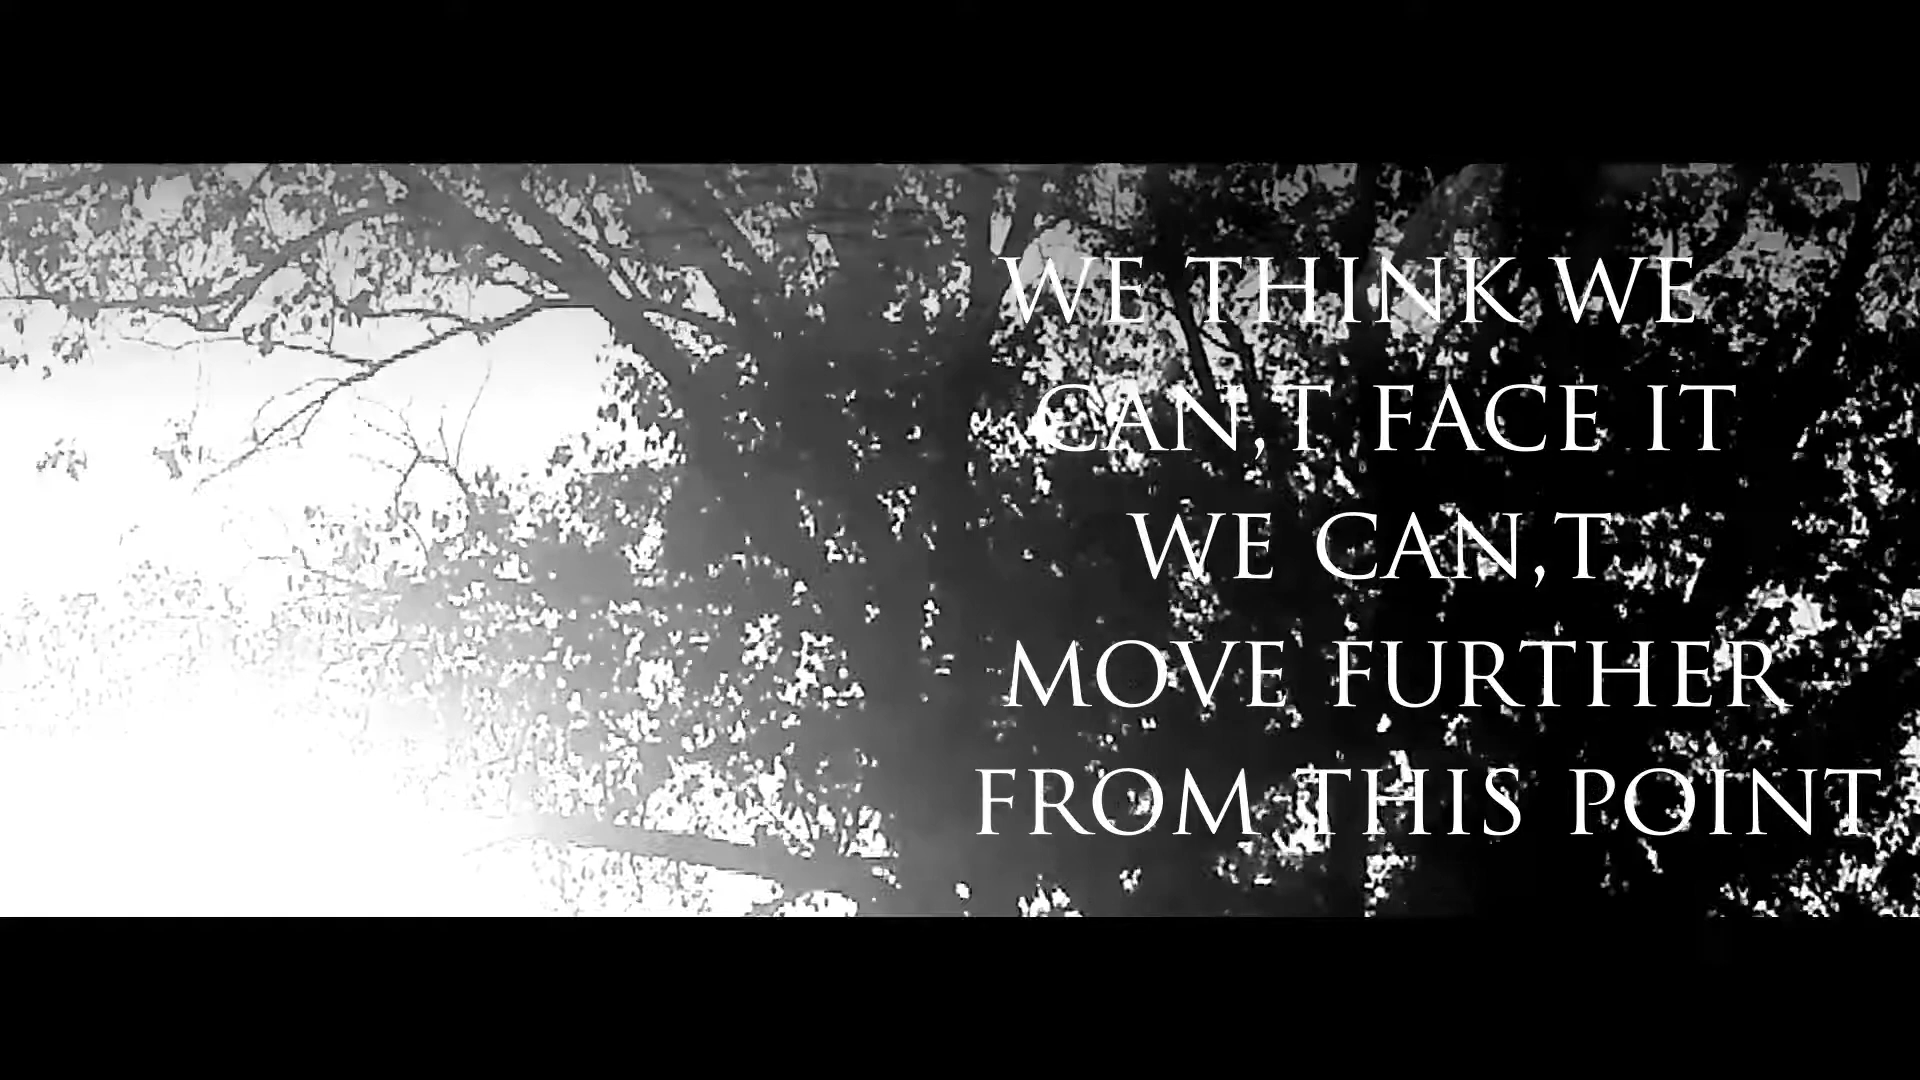 WE THINK WE
CAN,T FACE IT
WE CAN,T
MOVE FURTHER
FROM THIS POINT